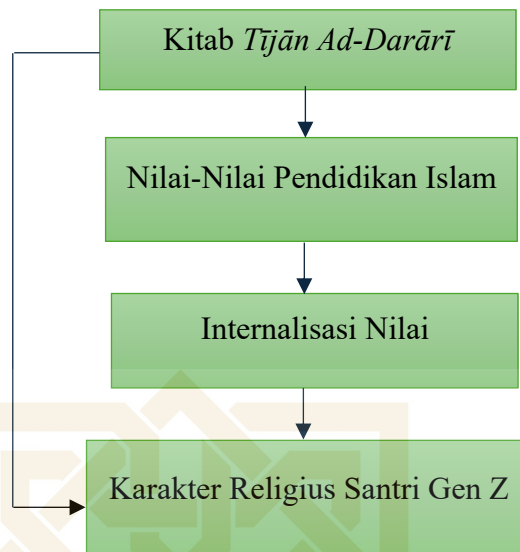 Kitab Tījān Ad-Darārī
Nilai-Nilai Pendidikan Islam
Internalisasi Nilai
Karakter Religius Santri Gen Z